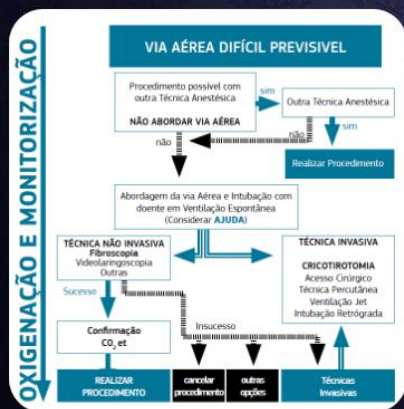 OXIGENAÇÃO E MONITORIZAÇÃO
VIA AÉREA DIFÍCIL PREVISIVEL
Procedimento possível com
outra Técnica Anestésica
NÃO ABORDAR VIA AÉREA
sim
Outra Técnica Anestésica
não
não
sim
Realizar Procedimento
Abordagem da via Aérea e Intubação com
doente em Ventilação Espontânea
(Considerar AJUDA)
TÉCNICA NÃO INVASIVA
Fibroscopia
Videolaringoscopia
Outras
TÉCNICA INVASIVA
CRICOTIROTOMIA
Acesso Cirúrgico
Técnica Percutânea
Ventilação Jet
Intubação Retrógrada
Sucesso
Insucesso
Confirmação
CO₂ et
REALIZAR
PROCEDIMENTO
cancelar
procedimento
outras
opções
Técnicas
Invasivas